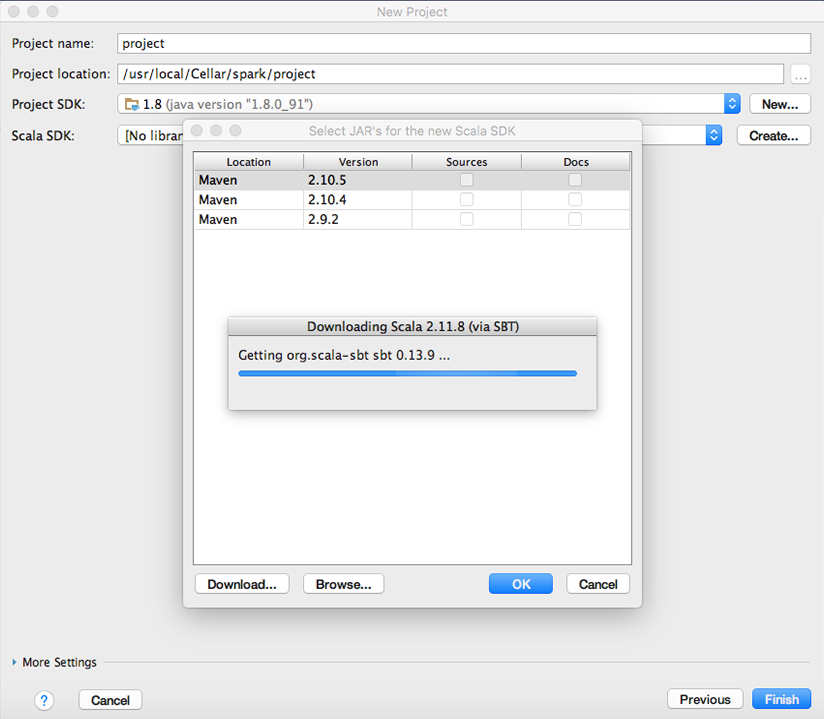 New Project
Project name: project
Project location: /usr/local/Cellar/spark/project ...
Project SDK: 1.8 (java version "1.8.0_91") New...
Scala SDK: [No librar Create...
Select JAR's for the new Scala SDK
Location Version Sources Docs
Maven 2.10.5
Maven 2.10.4
Maven 2.9.2
Downloading Scala 2.11.8 (via SBT)
Getting org.scala-sbt sbt 0.13.9 ...
Download... Browse... OK Cancel
More Settings
? Cancel Previous Finish